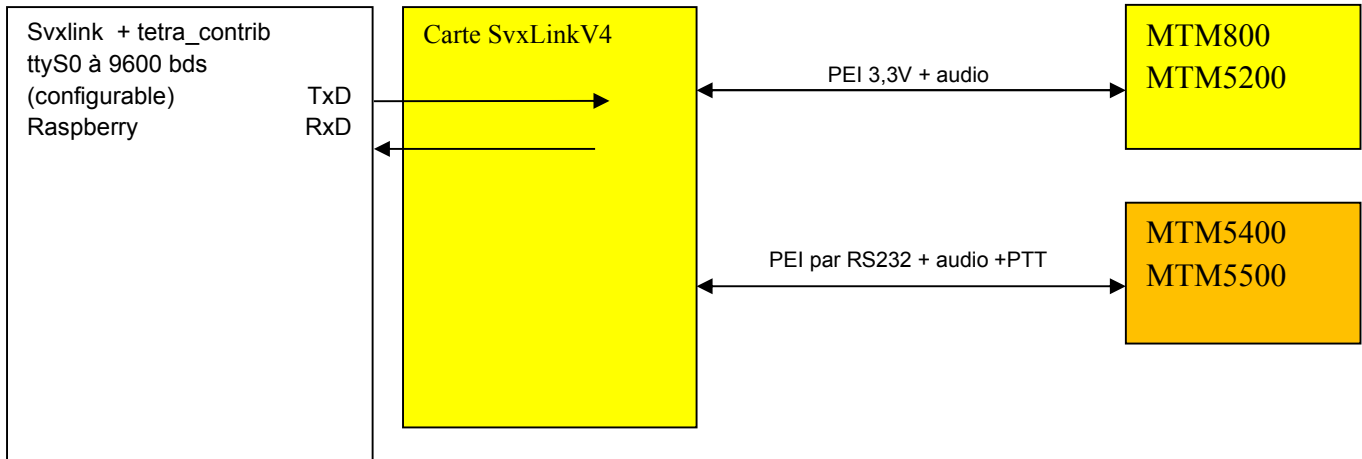 Svxlink + tetra_contrib
ttyS0 à 9600 bds
(configurable) TxD
Raspberry RxD
Carte SvxLinkV4
PEI 3,3V + audio
MTM800
MTM5200
PEI par RS232 + audio +PTT
MTM5400
MTM5500